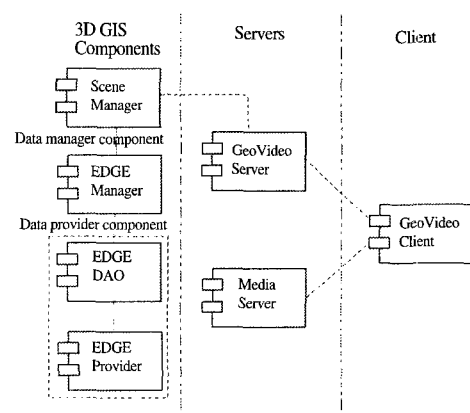 3D GIS
Components
Servers
Client
Scene
Manager
Data manager component
EDGE
Manager
GeoVideo
Server
Data provider component
GeoVideo
Client
EDGE
DAO
Media
Server
EDGE
Provider